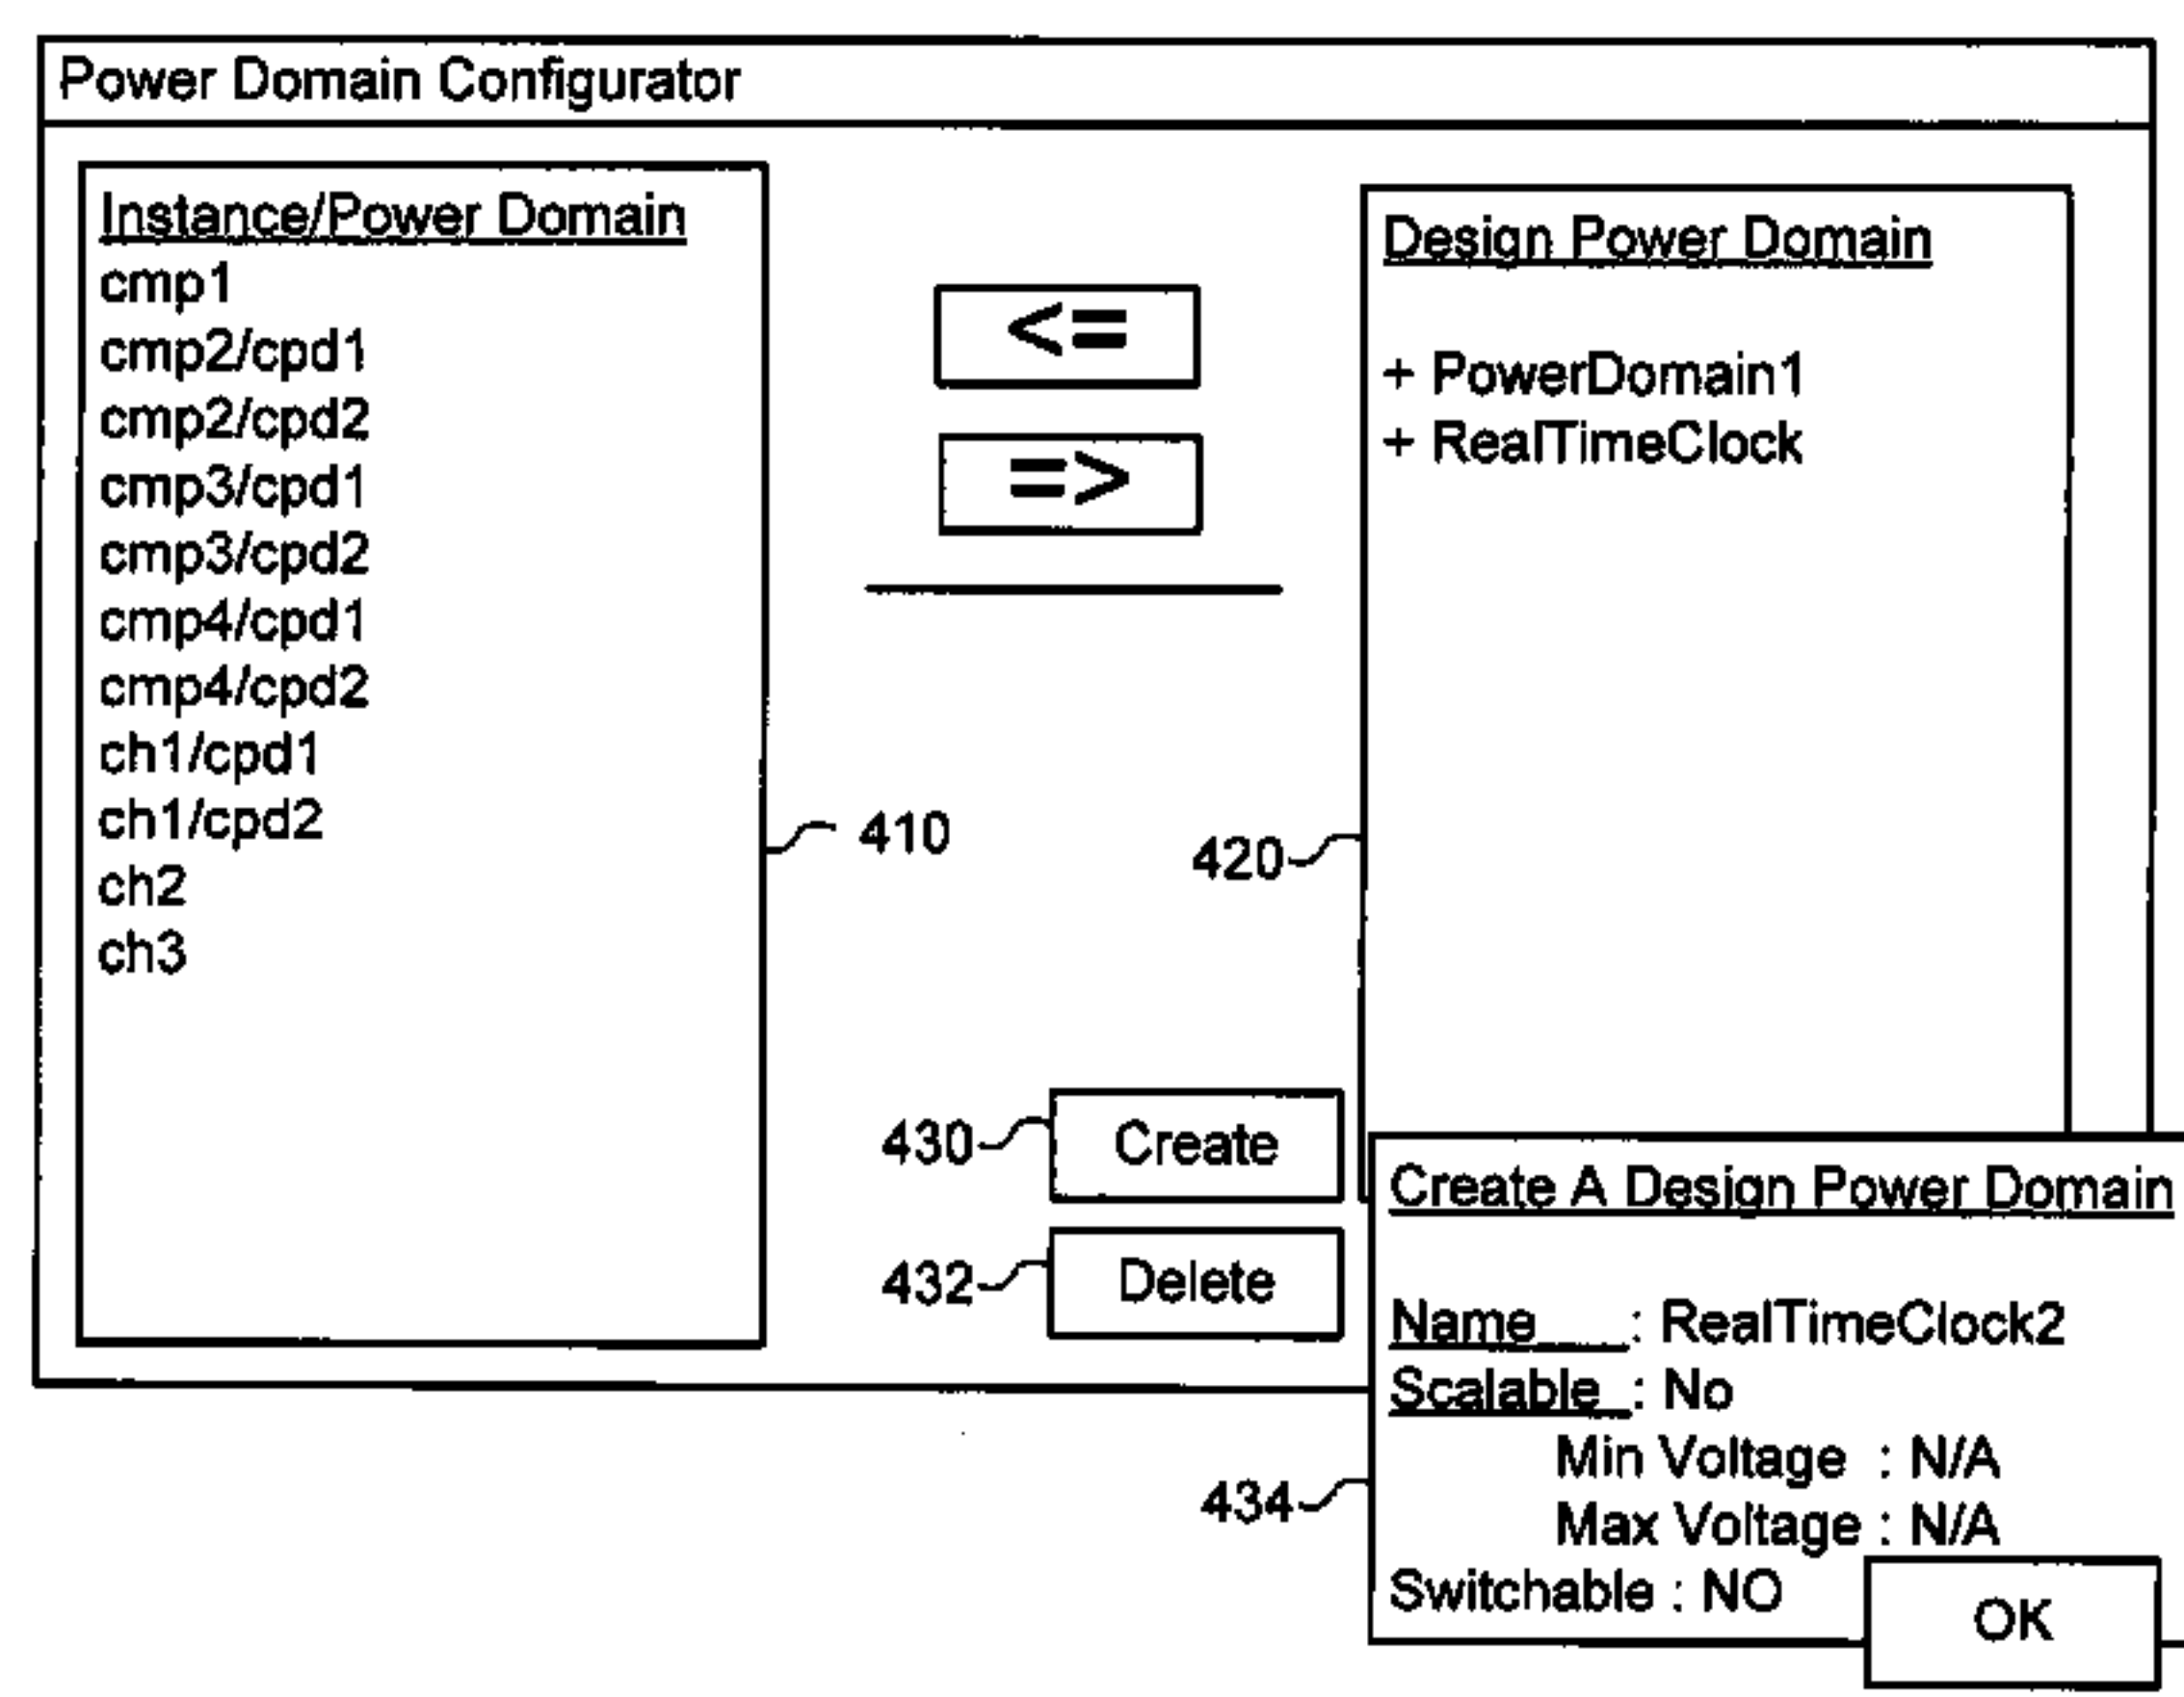 Power Domain Configurator
Instance/Power Domain
cmp1
cmp2/cpd1
cmp2/cpd2
cmp3/cpd1
cmp3/cpd2
cmp4/cpd1
cmp4/cpd2
ch1/cpd1
ch1/cpd2
ch2
ch3
410
<=
=>
Design Power Domain
+ PowerDomain1
+ RealTimeClock
420
430
Create
432
Delete
Create A Design Power Domain
Name : RealTimeClock2
Scalable : No
Min Voltage : N/A
Max Voltage : N/A
Switchable : NO
434
OK